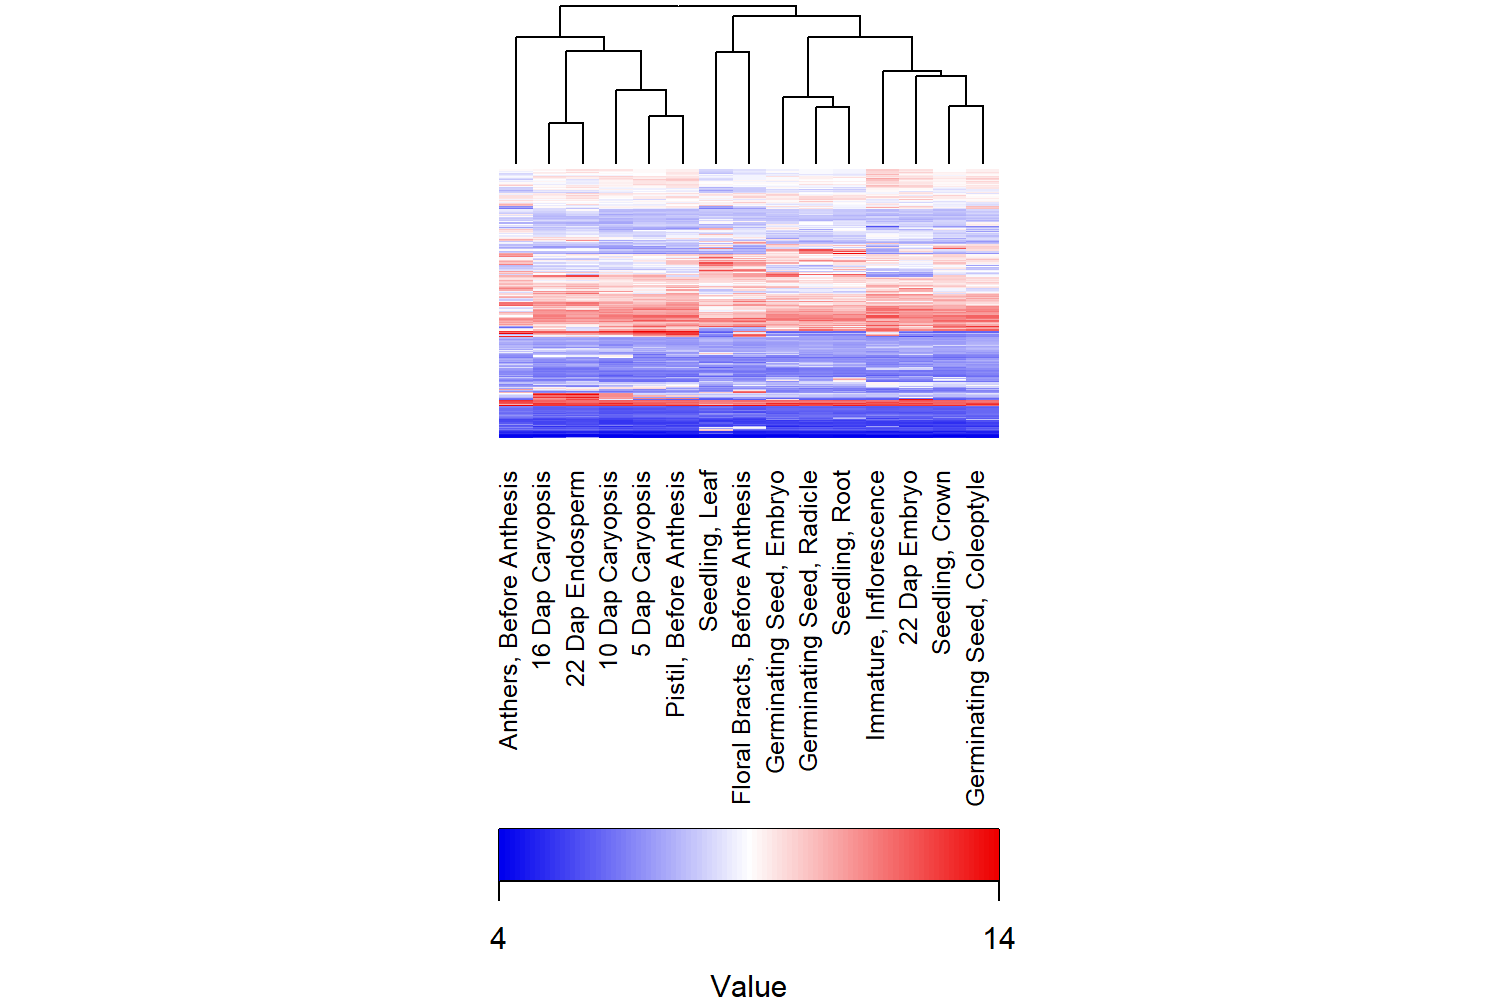 Anthers, Before Anthesis
16 Dap Caryopsis
22 Dap Endosperm
10 Dap Caryopsis
5 Dap Caryopsis
Pistil, Before Anthesis
Seedling, Leaf
Floral Bracts, Before Anthesis
Germinating Seed, Embryo
Germinating Seed, Radicle
Seedling, Root
Immature, Inflorescence
22 Dap Embryo
Seedling, Crown
Germinating Seed, Coleoptyle
4 14
Value